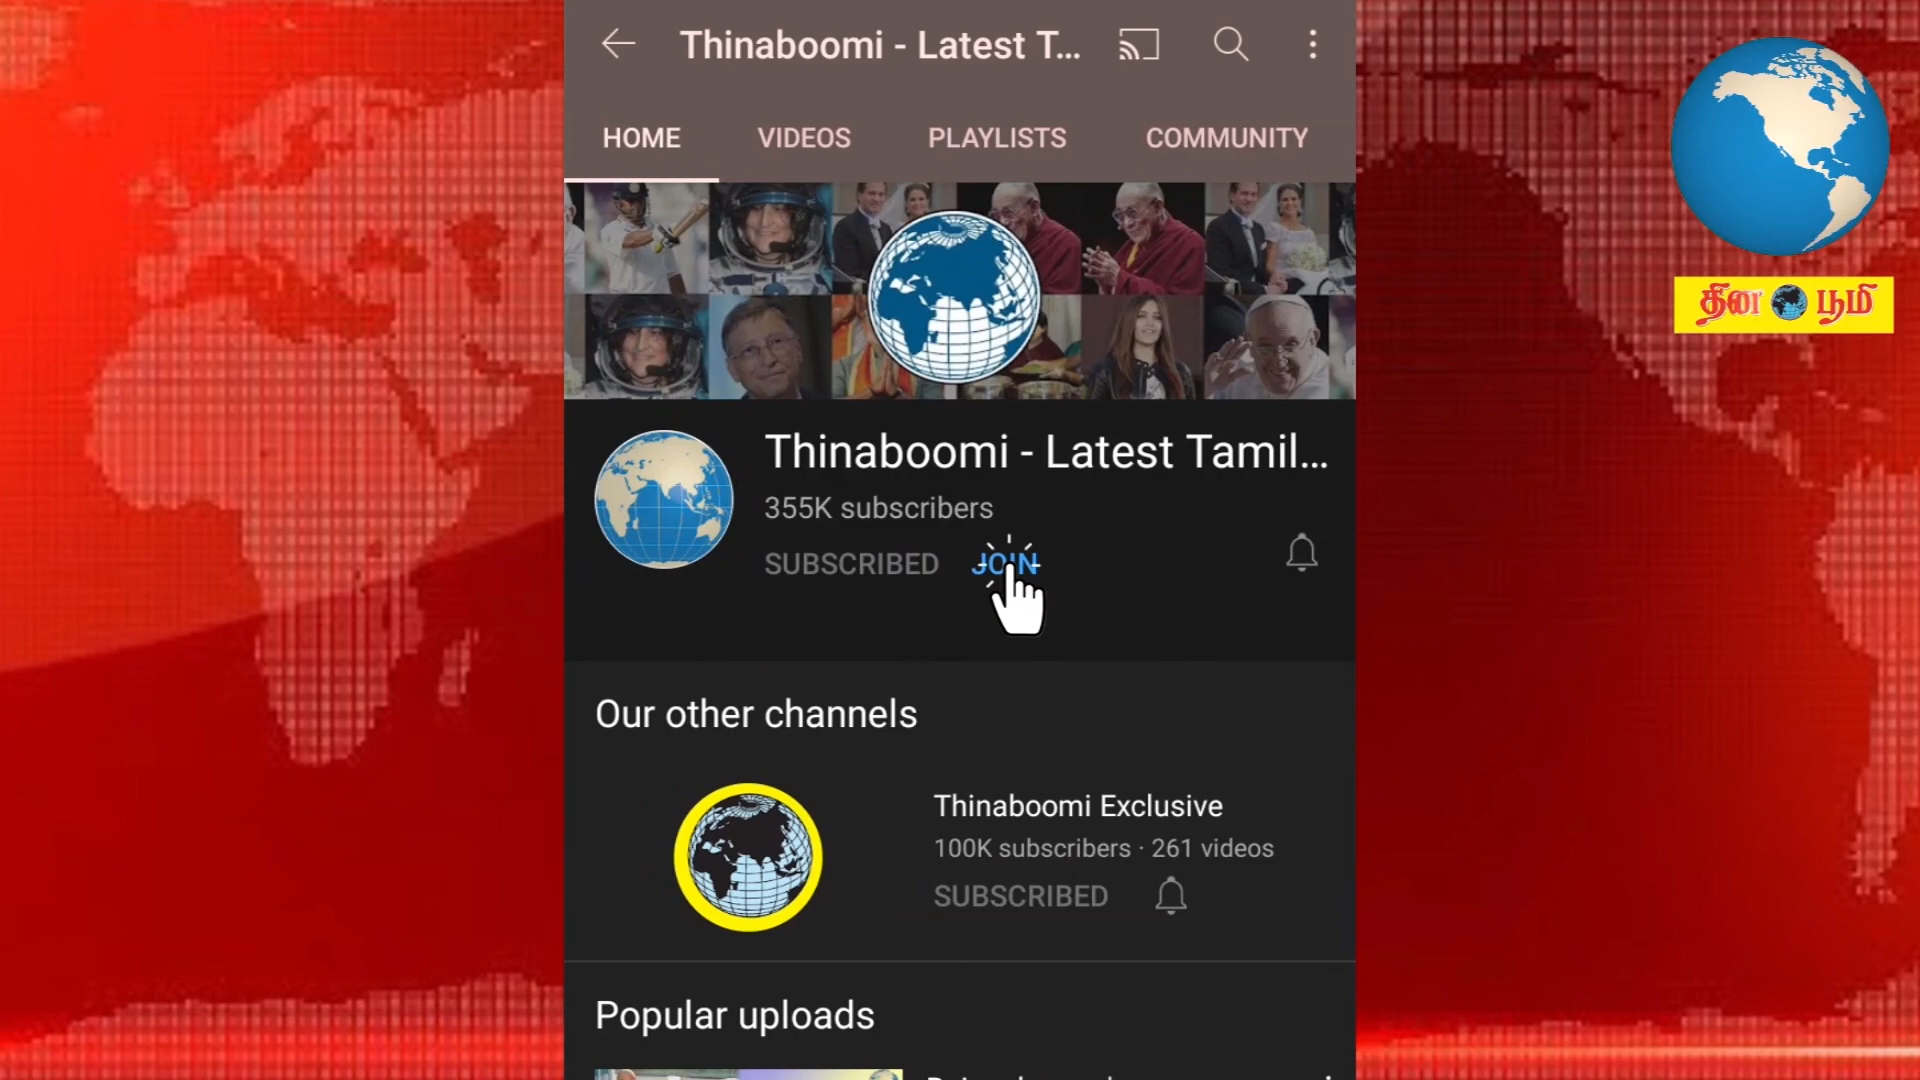 Thinaboomi - Latest T...
HOME VIDEOS PLAYLISTS COMMUNITY
தின பூமி
Thinaboomi - Latest Tamil...
355K subscribers
SUBSCRIBED JOIN
Our other channels
Thinaboomi Exclusive
100K subscribers · 261 videos
SUBSCRIBED
Popular uploads